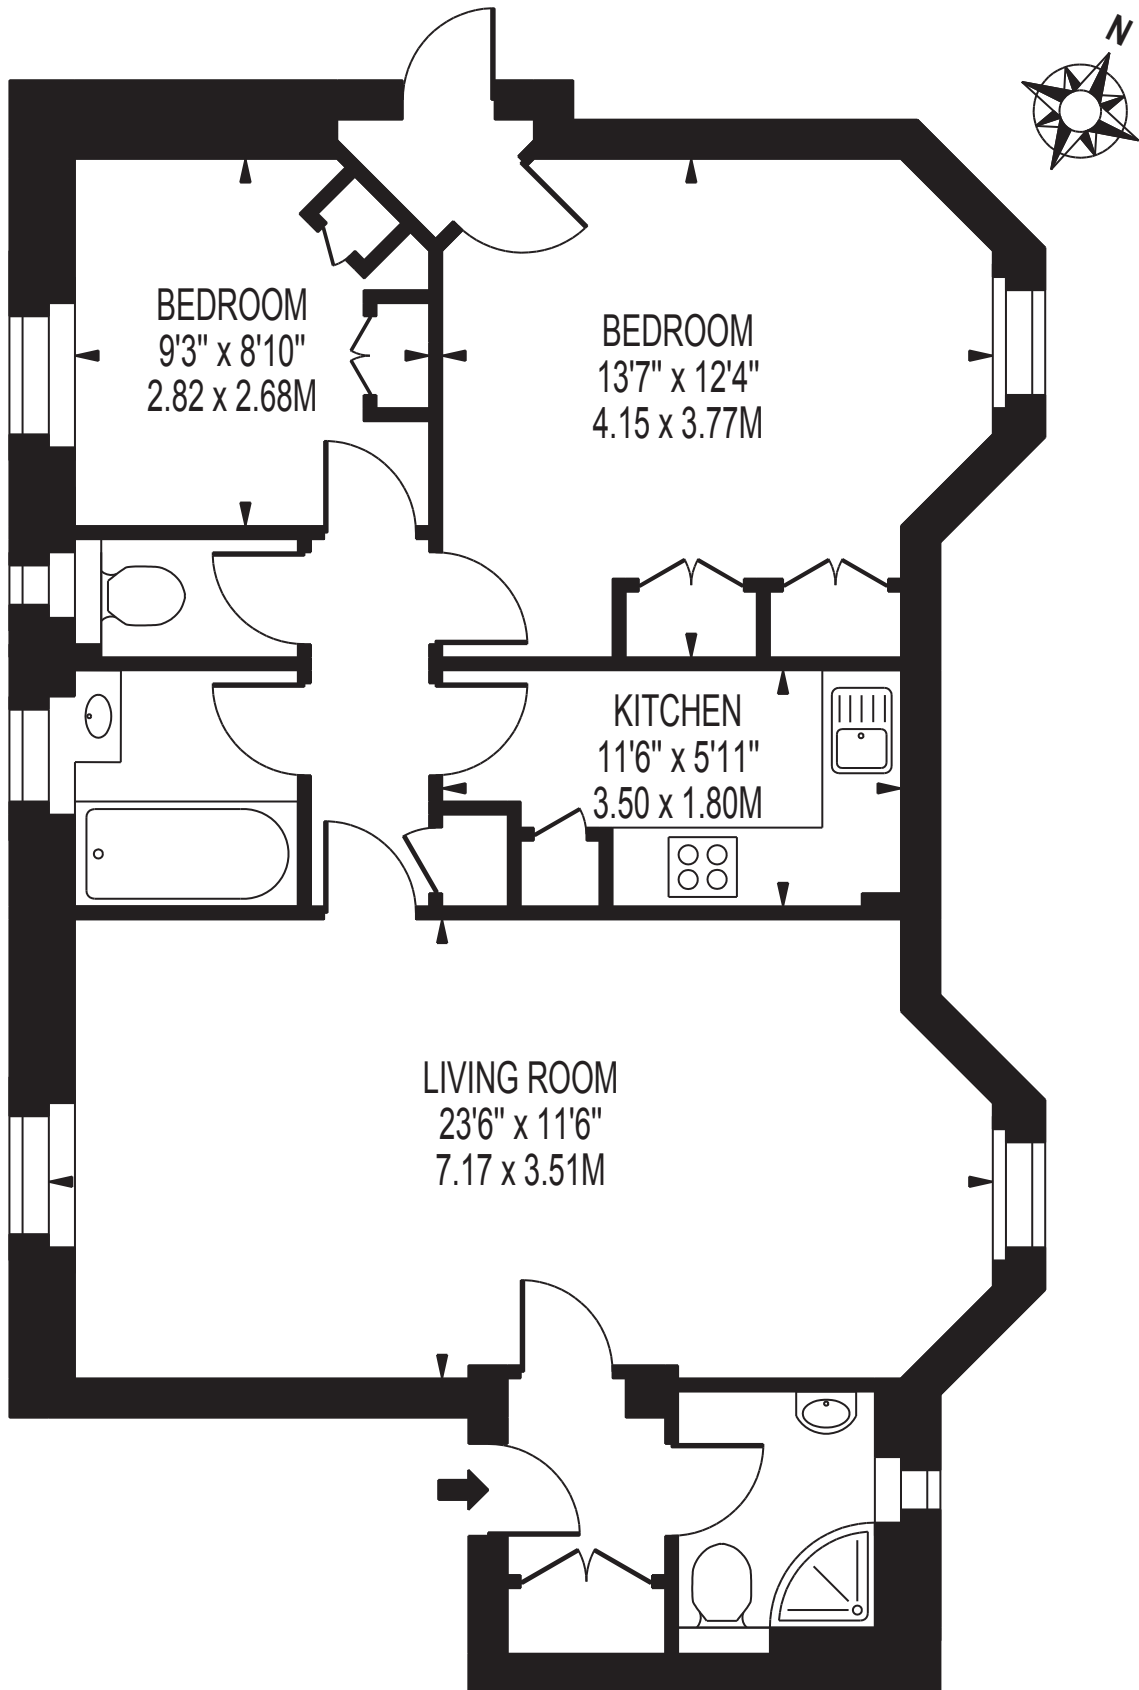 N
BEDROOM
9'3" x 8'10"
2.82 x 2.68M
BEDROOM
13'7" x 12'4"
4.15 x 3.77M
KITCHEN
11'6" x 5'11"
3.50 x 1.80M
LIVING ROOM
23'6" x 11'6"
7.17 x 3.51M